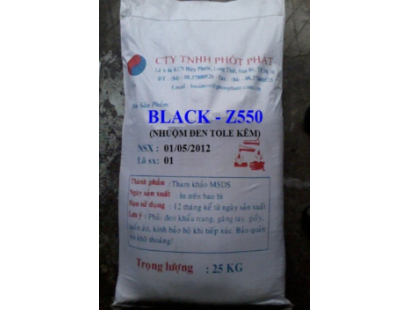 CTY TNHH PHỐT PHÁT
BLACK - Z550
(NHUỘM ĐEN TOLE KẼM)
NSX : 01/05/2012
Lô sx: 01
Thành phần : Tham khảo MSDS
Ngày sản xuất : In trên bao bì
Hạn sử dụng : 12 tháng kể từ ngày sản xuất
Lưu ý : Phải đeo khẩu trang, găng tay, giầy,
quần áo, kính bảo hộ khi tiếp xúc. Bảo quản
nơi khô thoáng!
Trọng lượng : 25 KG